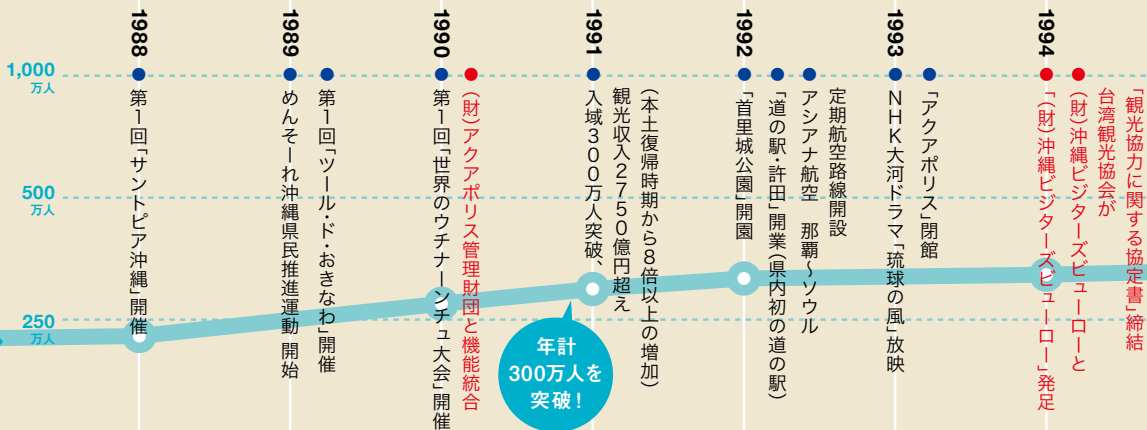 1,000
万人
500
万人
250
万人
1988
第1回「サントピア沖縄」開催
1989
めんそーれ沖縄県民推進運動 開始
第1回「ツール・ド・おきなわ」開催
1990
第1回「世界のウチナーンチュ大会」開催
(財)アクアポリス管理財団と機能統合
1991
入域300万人突破、
観光収入2750億円超え
(本土復帰時期から8倍以上の増加)
年計
300万人を
突破！
1992
「首里城公園」開園
「道の駅・許田」開業(県内初の道の駅)
アシアナ航空 那覇〜ソウル
定期航空路線開設
1993
NHK大河ドラマ「琉球の風」放映
「アクアポリス」閉館
1994
「(財)沖縄ビジターズビューロー」発足
(財)沖縄ビジターズビューローと
台湾観光協会が
「観光協力に関する協定書」締結